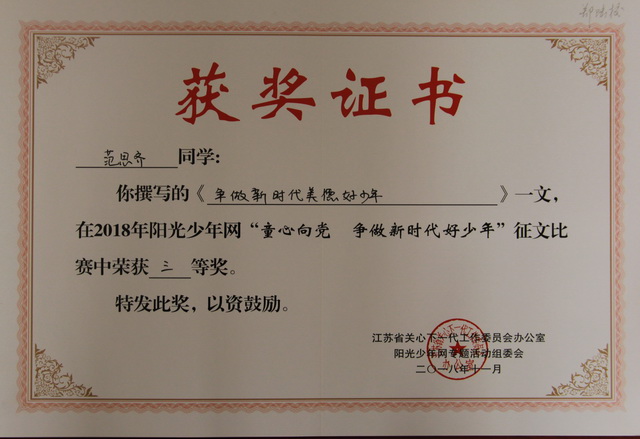 获奖证书
范思齐同学:
你撰写的《争做新时代美德好少年》一文,
在2018年阳光少年网“童心向党 争做新时代好少年”征文比
赛中荣获三等奖。
特发此奖,以资鼓励。
江苏省关心下一代工作委员会办公室
阳光少年网专题活动组委会
办公室
二〇一八年十一月